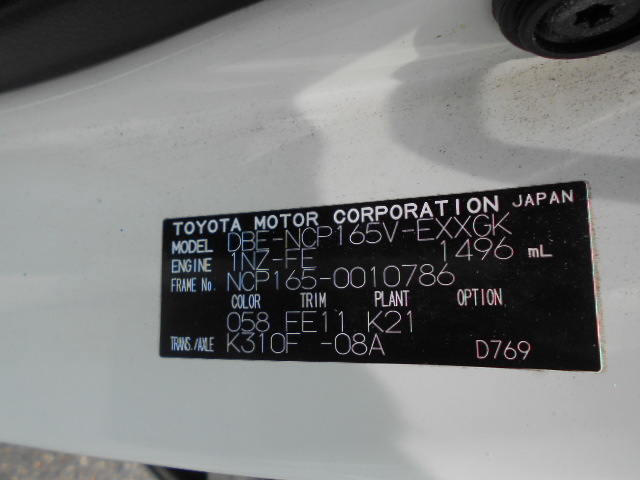 TOYOTA MOTOR CORPORATION JAPAN
MODEL DBE-NCP165V-EXXGK
ENGINE 1NZ-FE 1496 mL
FRAME No. NCP165-0010786
COLOR TRIM PLANT OPTION
058 FE11 K21
TRANS./AXLE K310F -08A D769